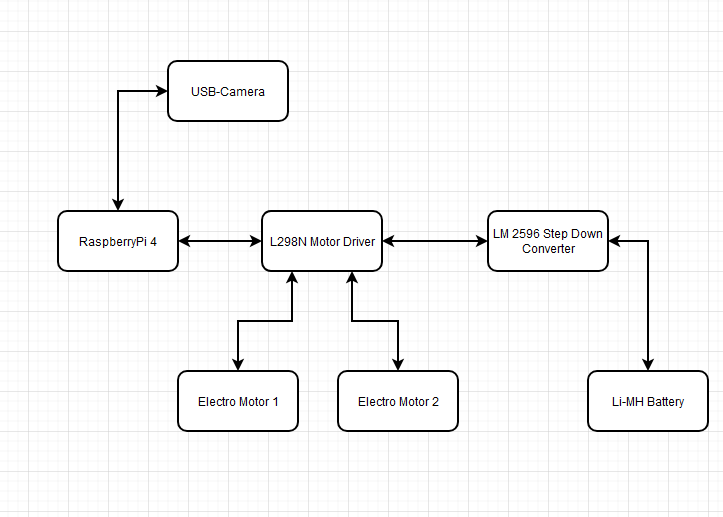 USB-Camera
RaspberryPi 4
L298N Motor Driver
LM 2596 Step Down
Converter
Electro Motor 1
Electro Motor 2
Li-MH Battery